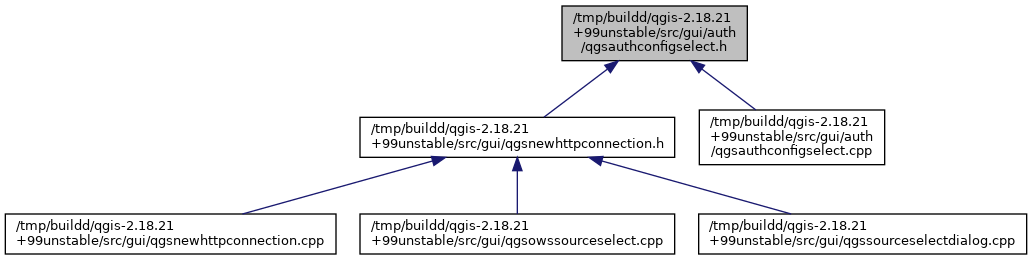 /tmp/buildd/qgis-2.18.21
+99unstable/src/gui/auth
/qgsauthconfigselect.h
/tmp/buildd/qgis-2.18.21
+99unstable/src/gui/qgsnewhttpconnection.h
/tmp/buildd/qgis-2.18.21
+99unstable/src/gui/auth
/qgsauthconfigselect.cpp
/tmp/buildd/qgis-2.18.21
+99unstable/src/gui/qgsnewhttpconnection.cpp
/tmp/buildd/qgis-2.18.21
+99unstable/src/gui/qgsowssourceselect.cpp
/tmp/buildd/qgis-2.18.21
+99unstable/src/gui/qgssourceselectdialog.cpp